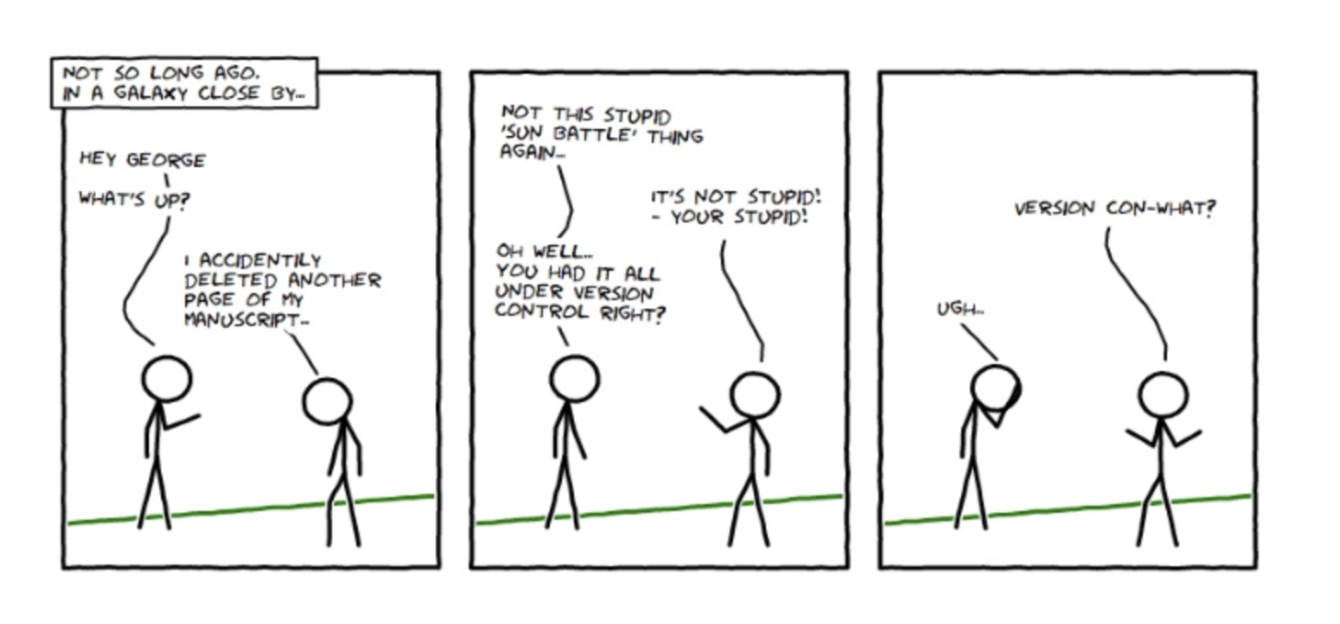 NOT SO LONG AGO.
IN A GALAXY CLOSE BY...
HEY GEORGE
WHAT'S UP?
I ACCIDENTILY
DELETED ANOTHER
PAGE OF MY
MANUSCRIPT...
NOT THIS STUPID
'SUN BATTLE' THING
AGAIN...
IT'S NOT STUPID!
- YOUR STUPID!
OH WELL...
YOU HAD IT ALL
UNDER VERSION
CONTROL RIGHT?
VERSION CON-WHAT?
UGH...